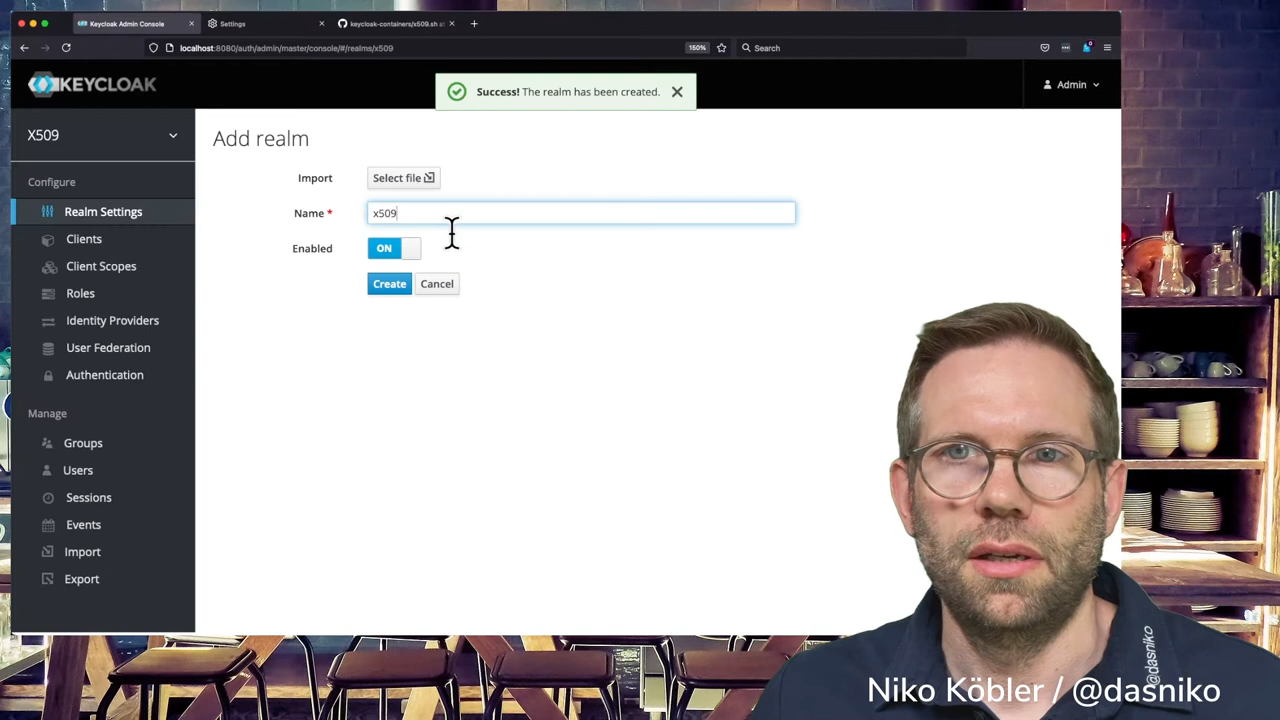 Keycloak Admin Console
Settings
keycloak-containers/x509.sh at
localhost:8080/auth/admin/master/console/#/realms/x509
150%
Search
KEYCLOAK
Success! The realm has been created.
Admin
X509
Add realm
Import
Select file
Name *
x509
Enabled
ON
Create
Cancel
Configure
Realm Settings
Clients
Client Scopes
Roles
Identity Providers
User Federation
Authentication
Manage
Groups
Users
Sessions
Events
Import
Export
@dasniko
Niko Köbler / @dasniko